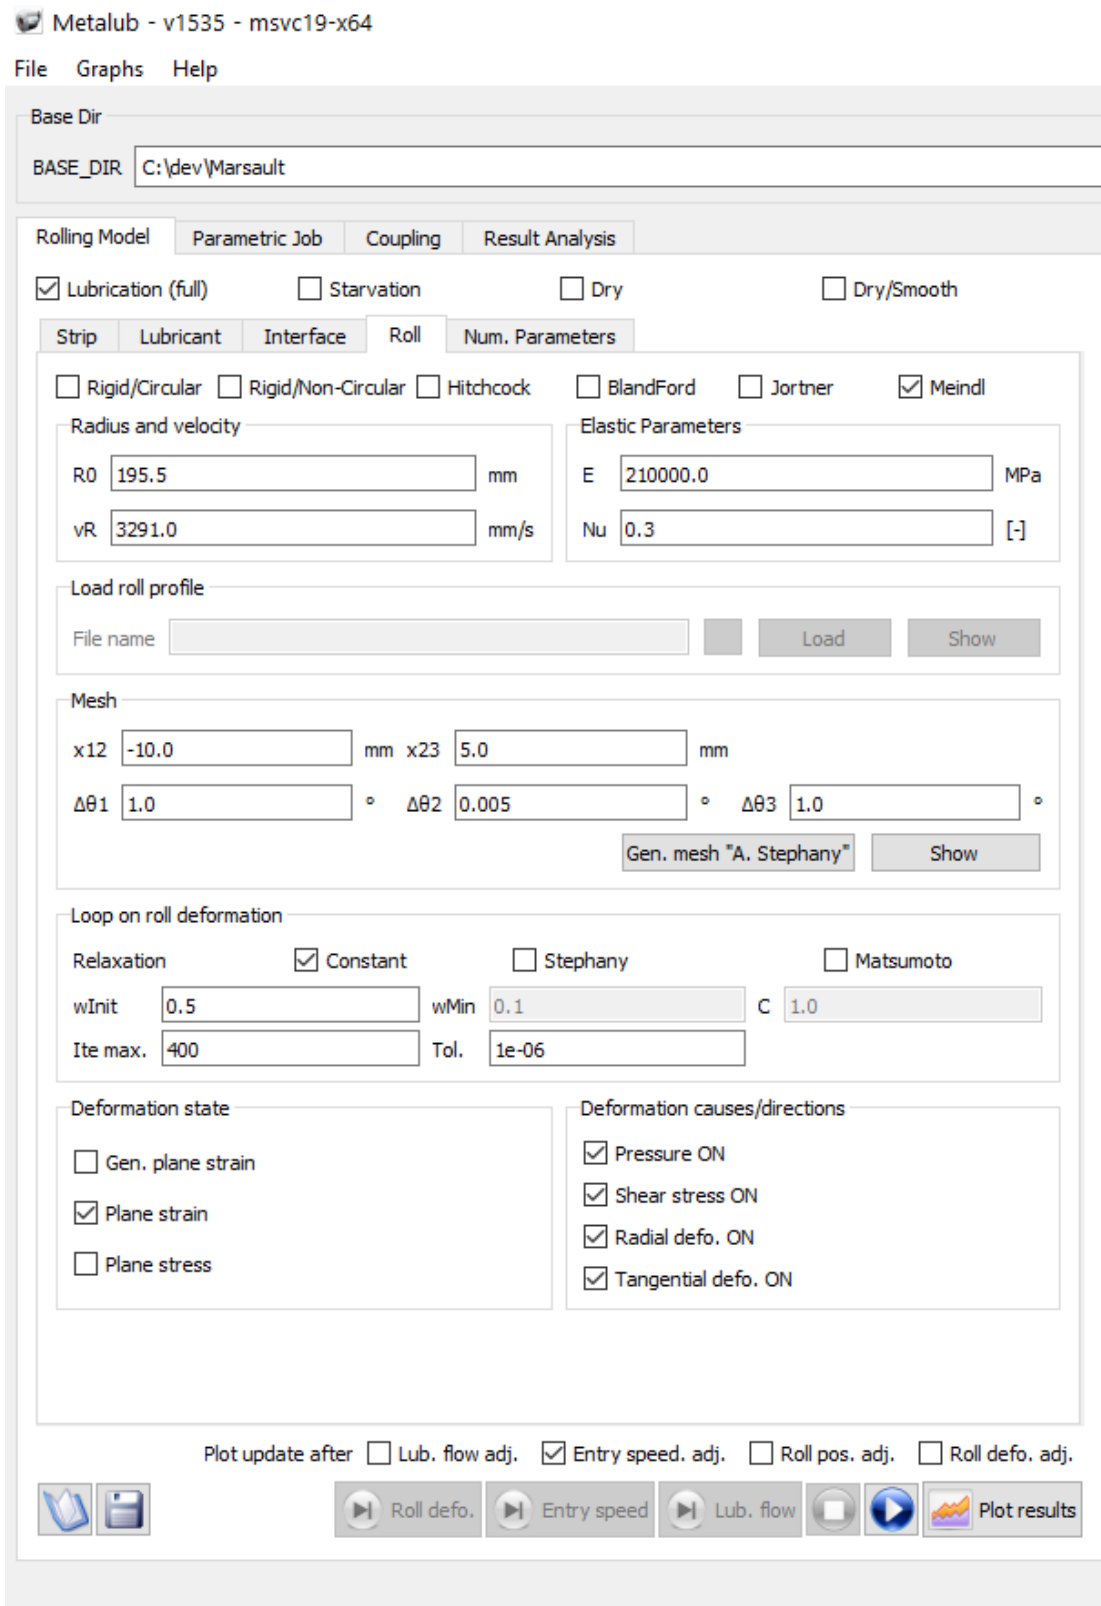 Metalub - v1535 - msvc19-x64
File Graphs Help
Base Dir
BASE_DIR C:\dev\Marsault
Rolling Model Parametric Job Coupling Result Analysis
Lubrication (full) Starvation Dry Dry/Smooth
Strip Lubricant Interface Roll Num. Parameters
Rigid/Circular Rigid/Non-Circular Hitchcock BlandFord Jortner Meindl
Radius and velocity Elastic Parameters
R0 195.5 mm E 210000.0 MPa
vR 3291.0 mm/s Nu 0.3 [-]
Load roll profile
File name Load Show
Mesh
x12 -10.0 mm x23 5.0 mm
Δθ1 1.0 ° Δθ2 0.005 ° Δθ3 1.0 °
Gen. mesh "A. Stephany" Show
Loop on roll deformation
Relaxation Constant Stephany Matsumoto
wInit 0.5 wMin 0.1 C 1.0
Ite max. 400 Tol. 1e-06
Deformation state Deformation causes/directions
Pressure ON
Gen. plane strain
Shear stress ON
Plane strain
Radial defo. ON
Plane stress
Tangential defo. ON
Plot update after Lub. flow adj. Entry speed. adj. Roll pos. adj. Roll defo. adj.
Roll defo. Entry speed Lub. flow Plot results